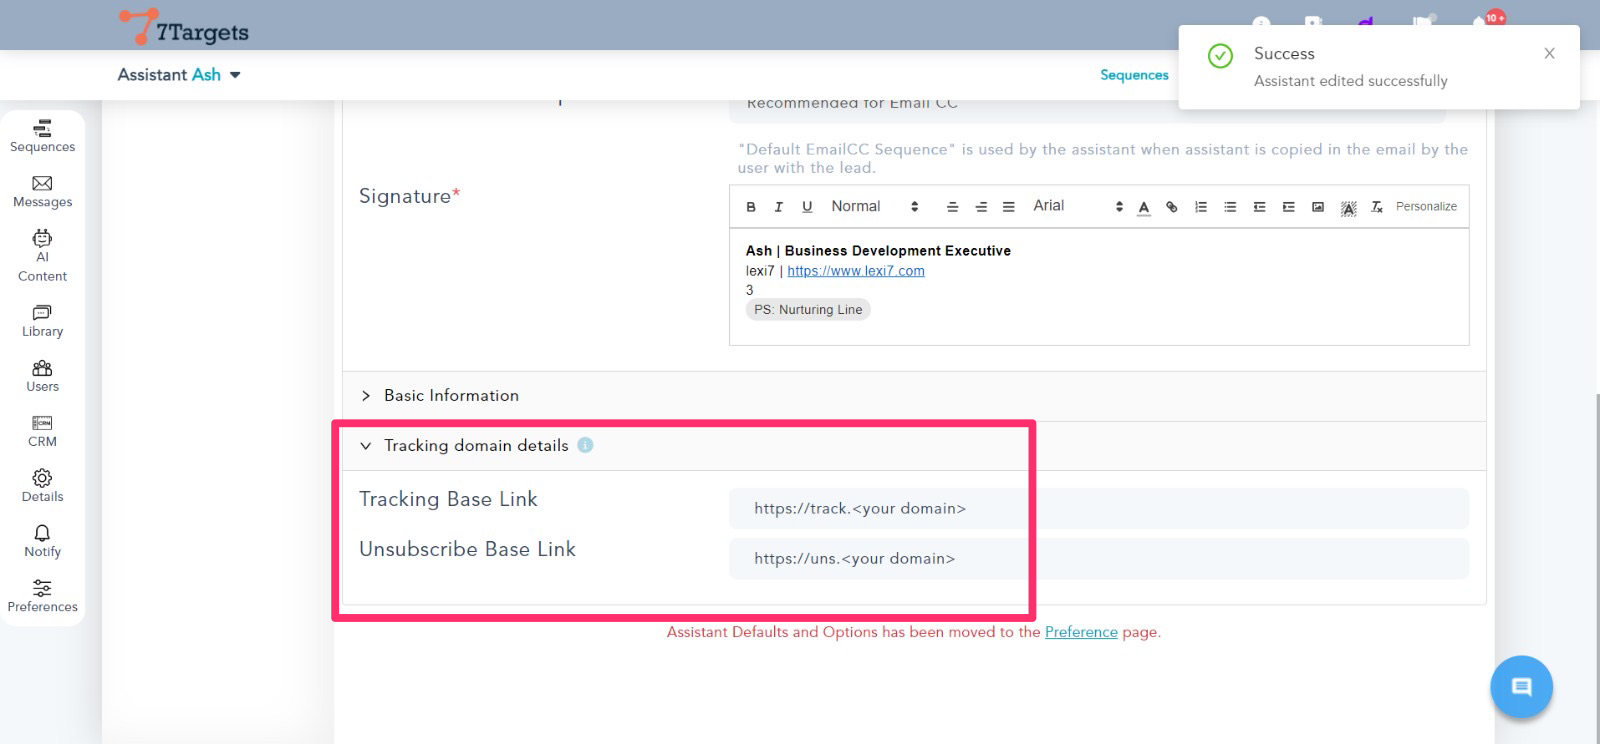 7Targets
10 +
Assistant Ash
Sequences
Success
Assistant edited successfully
Sequences
Messages
AI
Content
Library
Users
CRM
CRM
Details
Notify
Preferences
Recommended for Email CC
"Default EmailCC Sequence" is used by the assistant when assistant is copied in the email by the
user with the lead.
Signature*
B I U Normal Arial A A Tx Personalize
Ash | Business Development Executive
lexi7 | https://www.lexi7.com
3
PS: Nurturing Line
Basic Information
Tracking domain details
Tracking Base Link
https://track.<your domain>
Unsubscribe Base Link
https://uns.<your domain>
Assistant Defaults and Options has been moved to the Preference page.